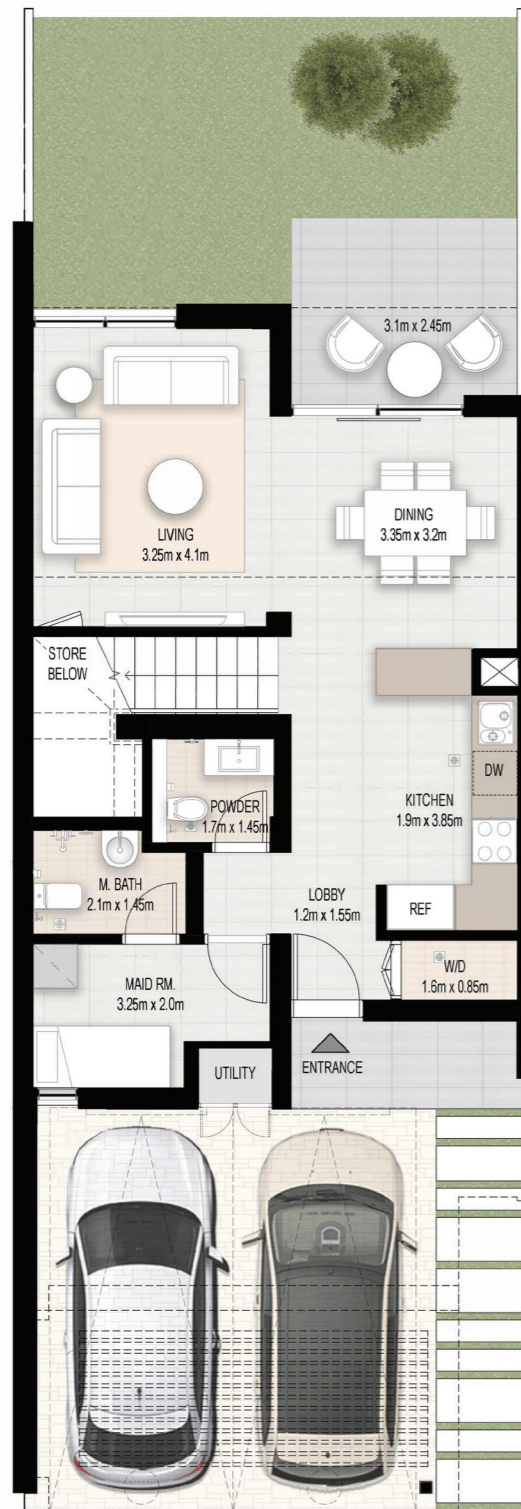 3.1m x 2.45m
LIVING
3.25m x 4.1m
DINING
3.35m x 3.2m
STORE
BELOW
DW
POWDER
1.7m x 1.45m
KITCHEN
1.9m x 3.85m
M. BATH
2.1m x 1.45m
LOBBY
1.2m x 1.55m
REF
W/D
1.6m x 0.85m
MAID RM.
3.25m x 2.0m
UTILITY
ENTRANCE